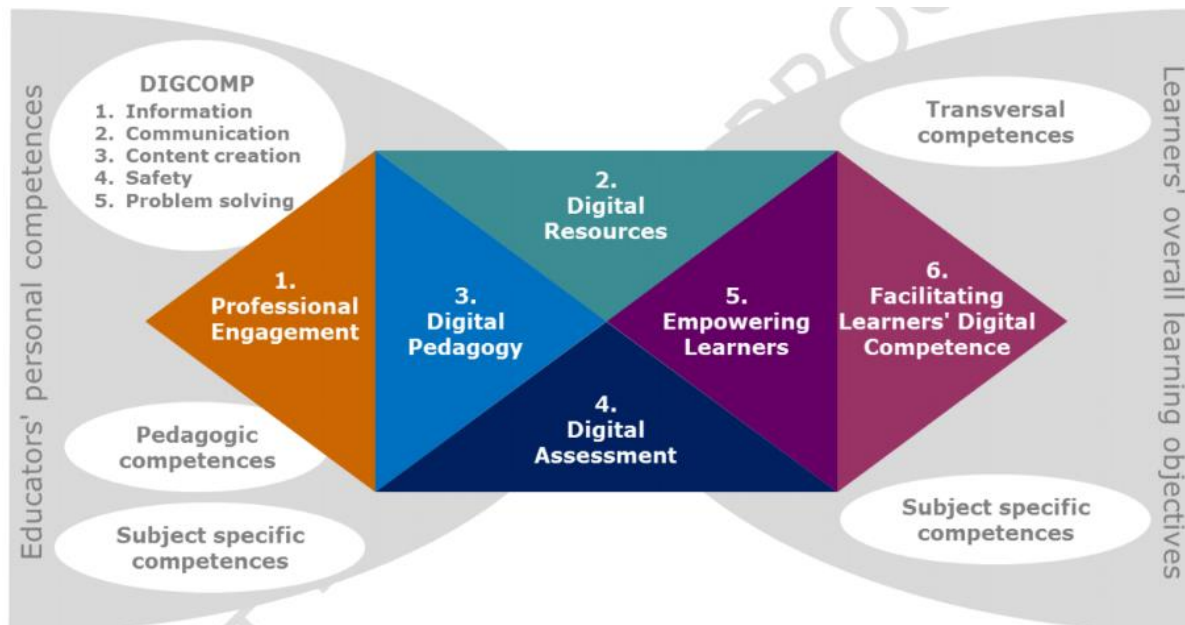 Educators' personal competences
DIGCOMP
1. Information
2. Communication
3. Content creation
4. Safety
5. Problem solving
Pedagogic
competences
Subject specific
competences
1.
Professional
Engagement
2.
Digital
Resources
3.
Digital
Pedagogy
4.
Digital
Assessment
5.
Empowering
Learners
6.
Facilitating
Learners' Digital
Competence
Transversal
competences
Subject specific
competences
Learners' overall learning objectives